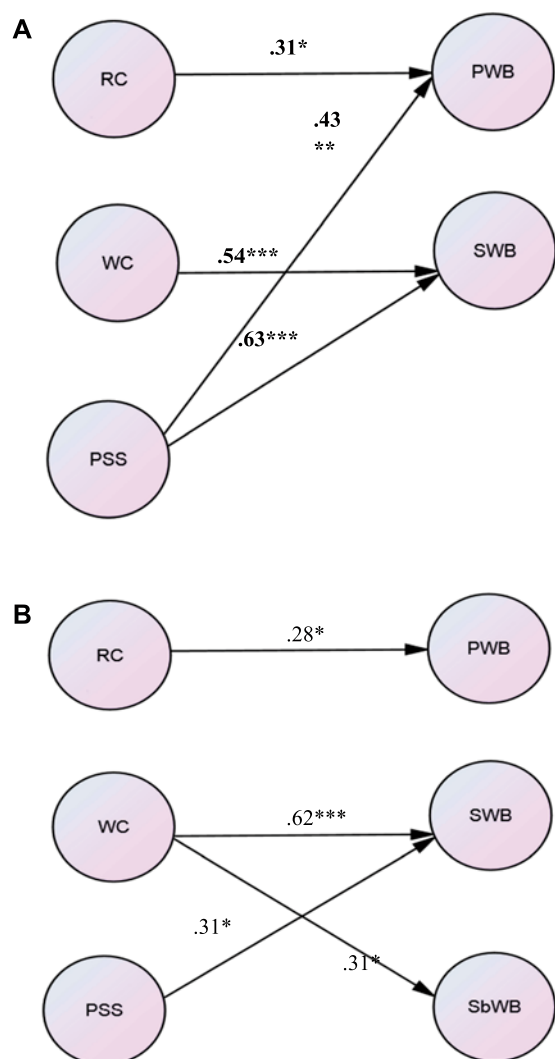 A
RC
.31*
PWB
.43
**
WC
.54***
SWB
.63***
PSS
B
RC
.28*
PWB
WC
.62***
SWB
.31*
.31*
PSS
SbWB